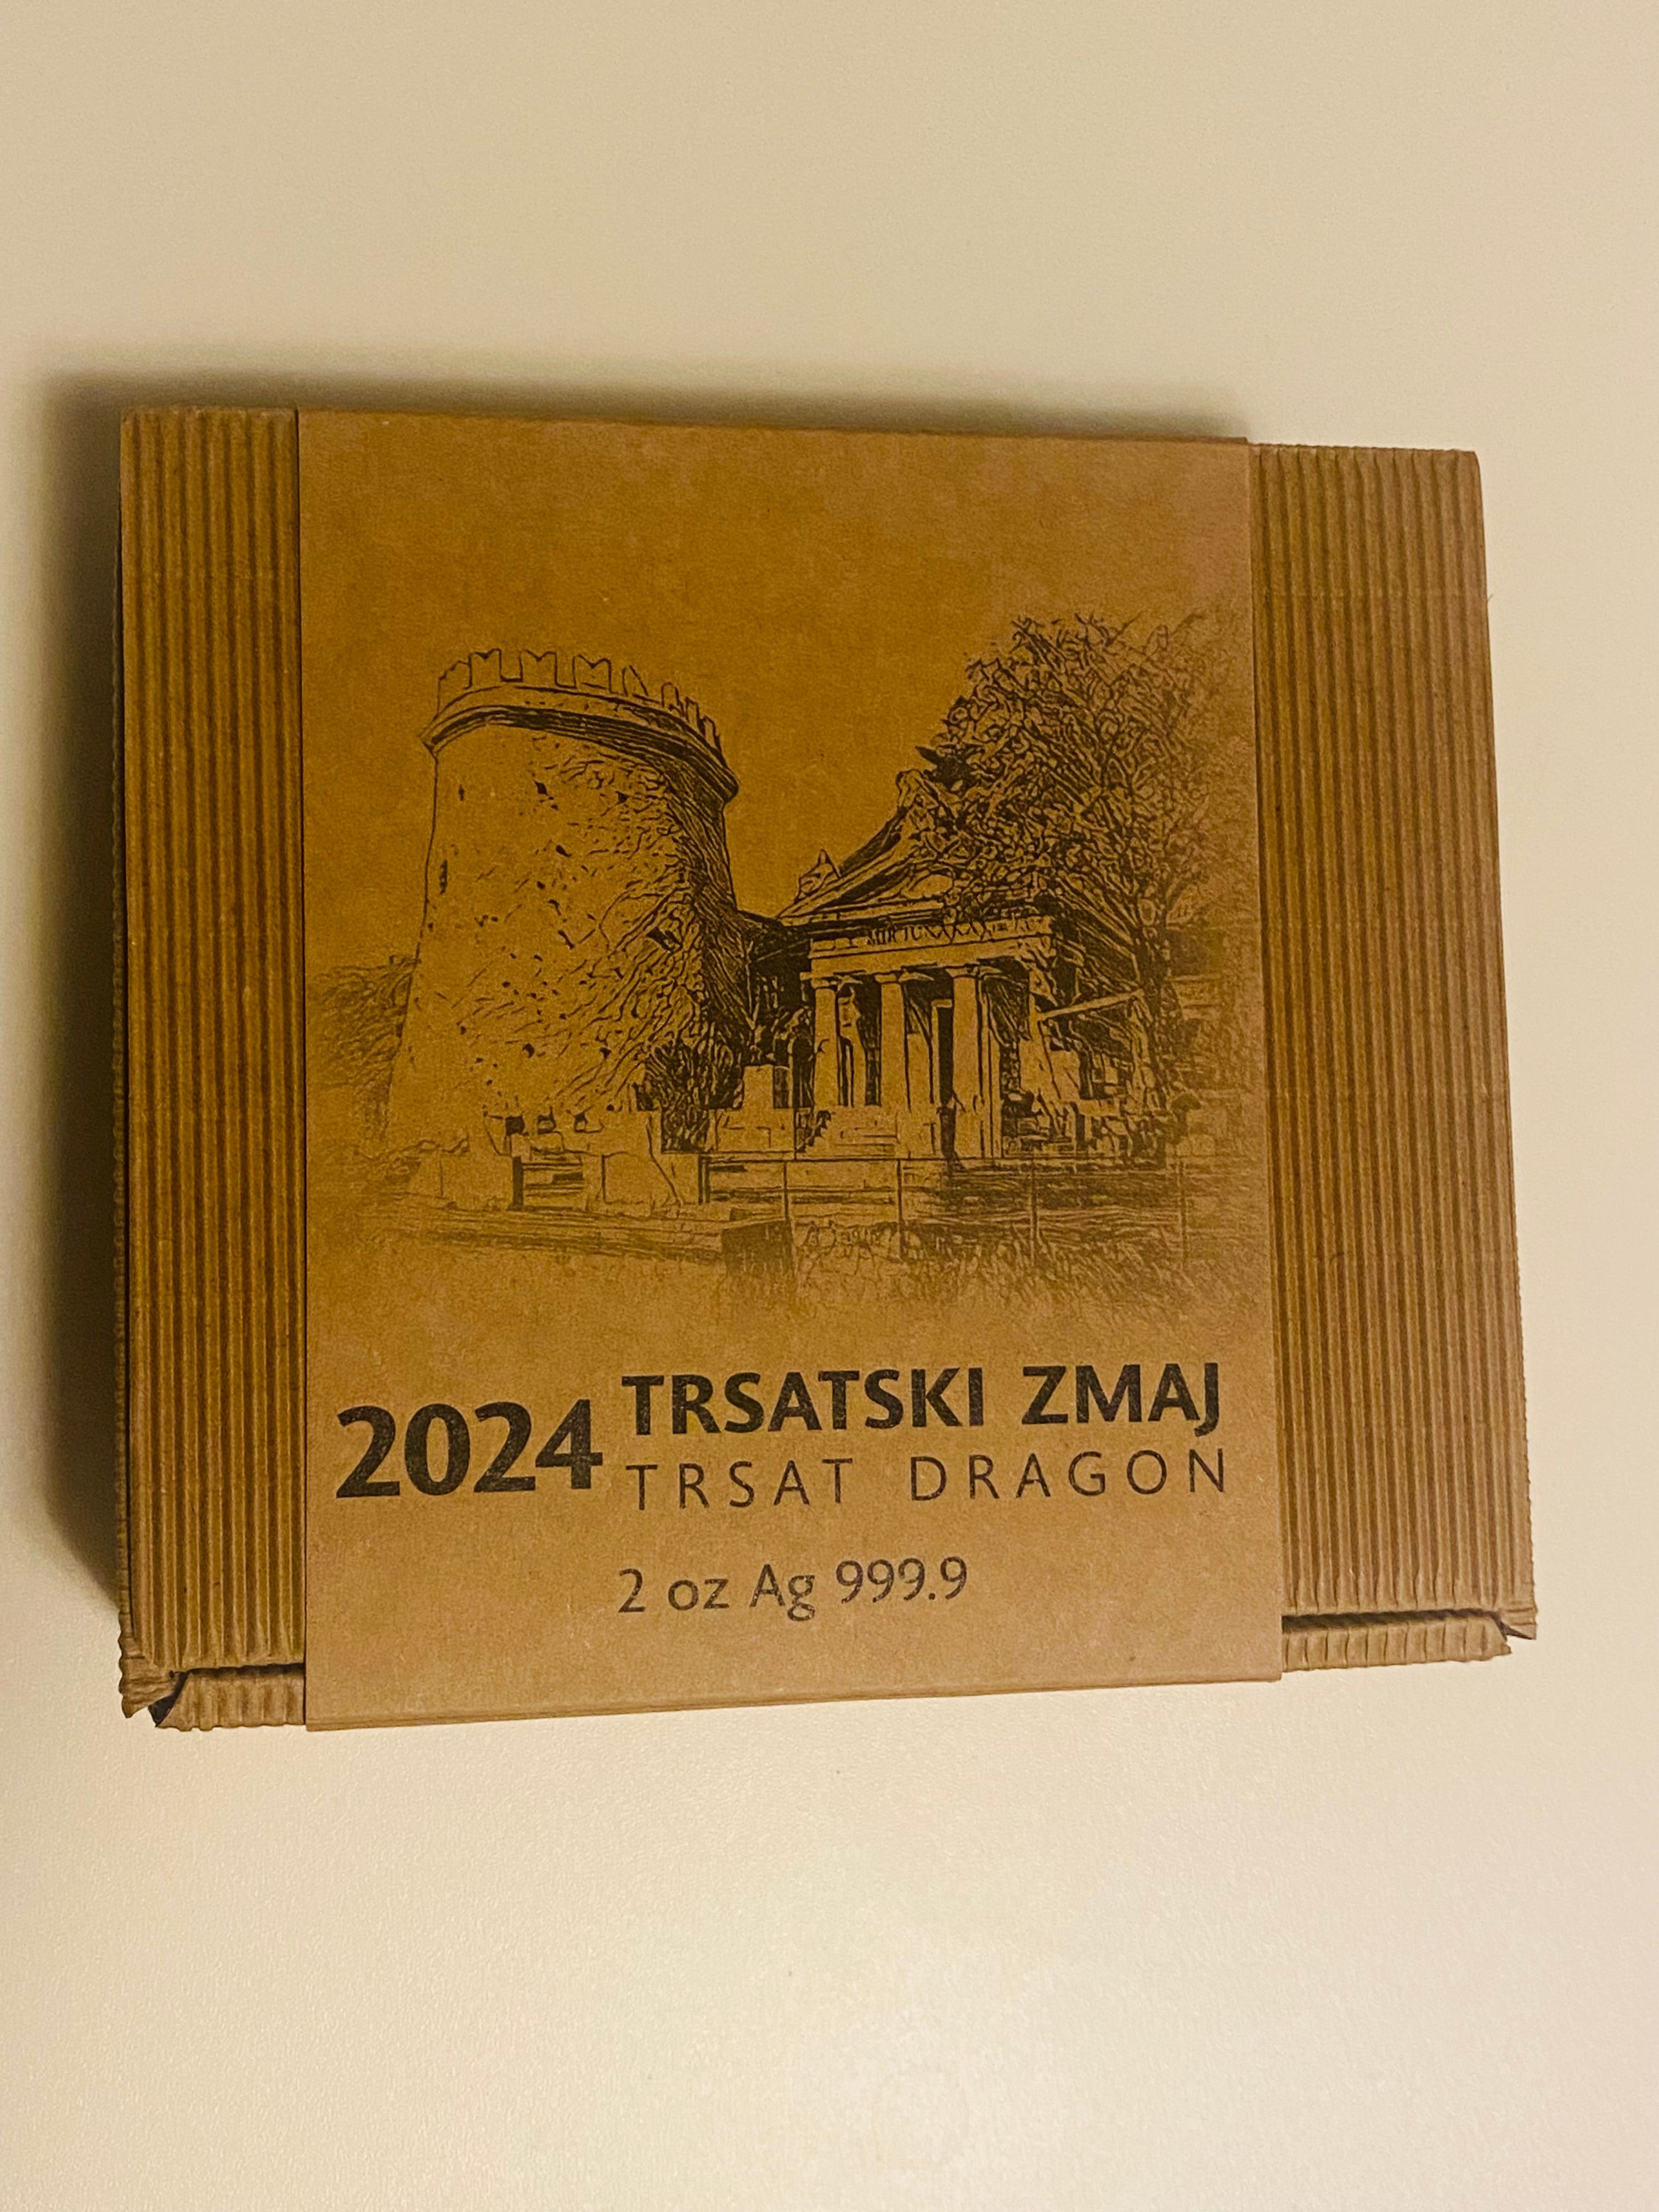 2024 TRSATSKI ZMAJ
TRSAT DRAGON
2 oz Ag 999.9